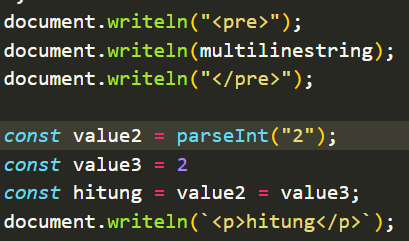 document.writeln("<pre>");
document.writeln(multilinestring);
document.writeln("</pre>");
const value2 = parseInt("2");
const value3 = 2
const hitung = value2 = value3;
document.writeln(`<p>hitung</p>`);